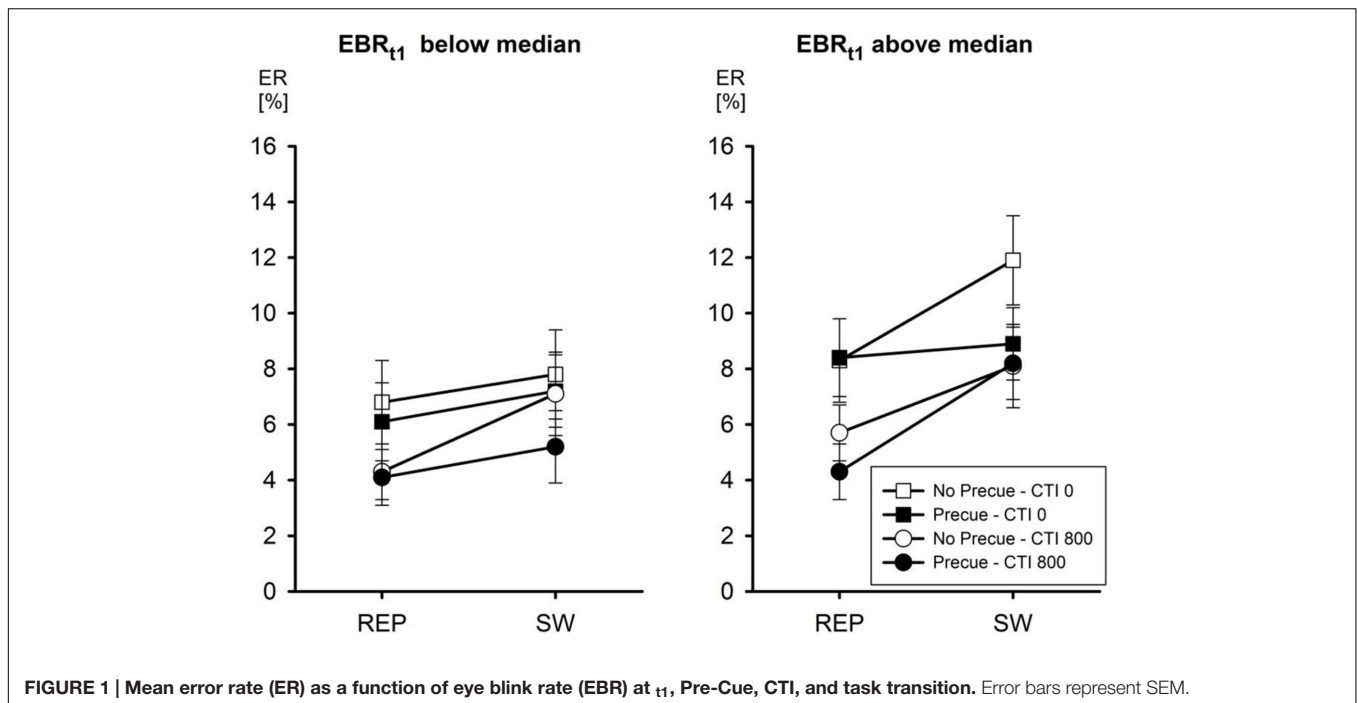 EBRt1 below median
ER
[%]
16
14
12
10
8
6
4
2
0
REP SW
EBRt1 above median
ER
[%]
16
14
12
10
8
6
4
2
0
REP SW
No Precue - CTI 0
Precue - CTI 0
No Precue - CTI 800
Precue - CTI 800
FIGURE 1 | Mean error rate (ER) as a function of eye blink rate (EBR) at t1, Pre-Cue, CTI, and task transition. Error bars represent SEM.